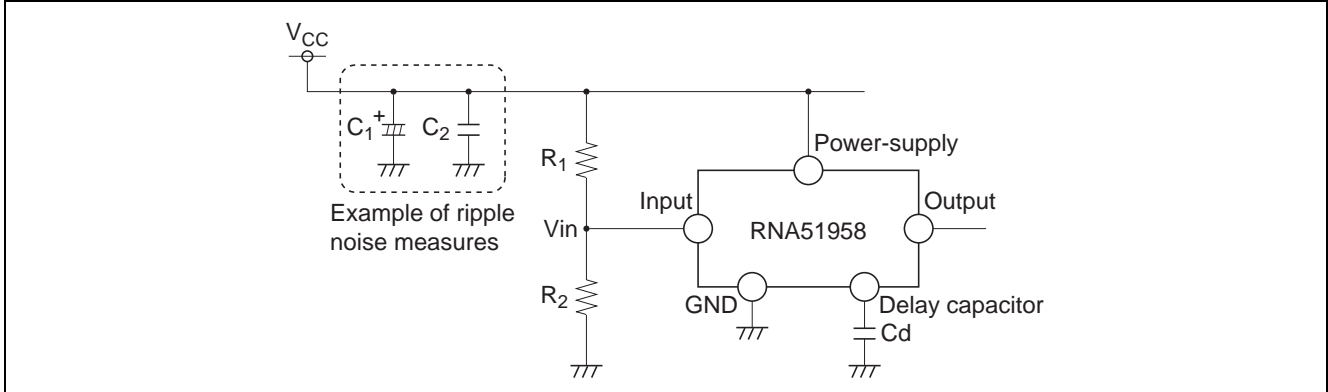 VCC
C1
+
C2
Example of ripple
noise measures
R1
Vin
R2
Power-supply
Input
Output
RNA51958
GND
Delay capacitor
Cd